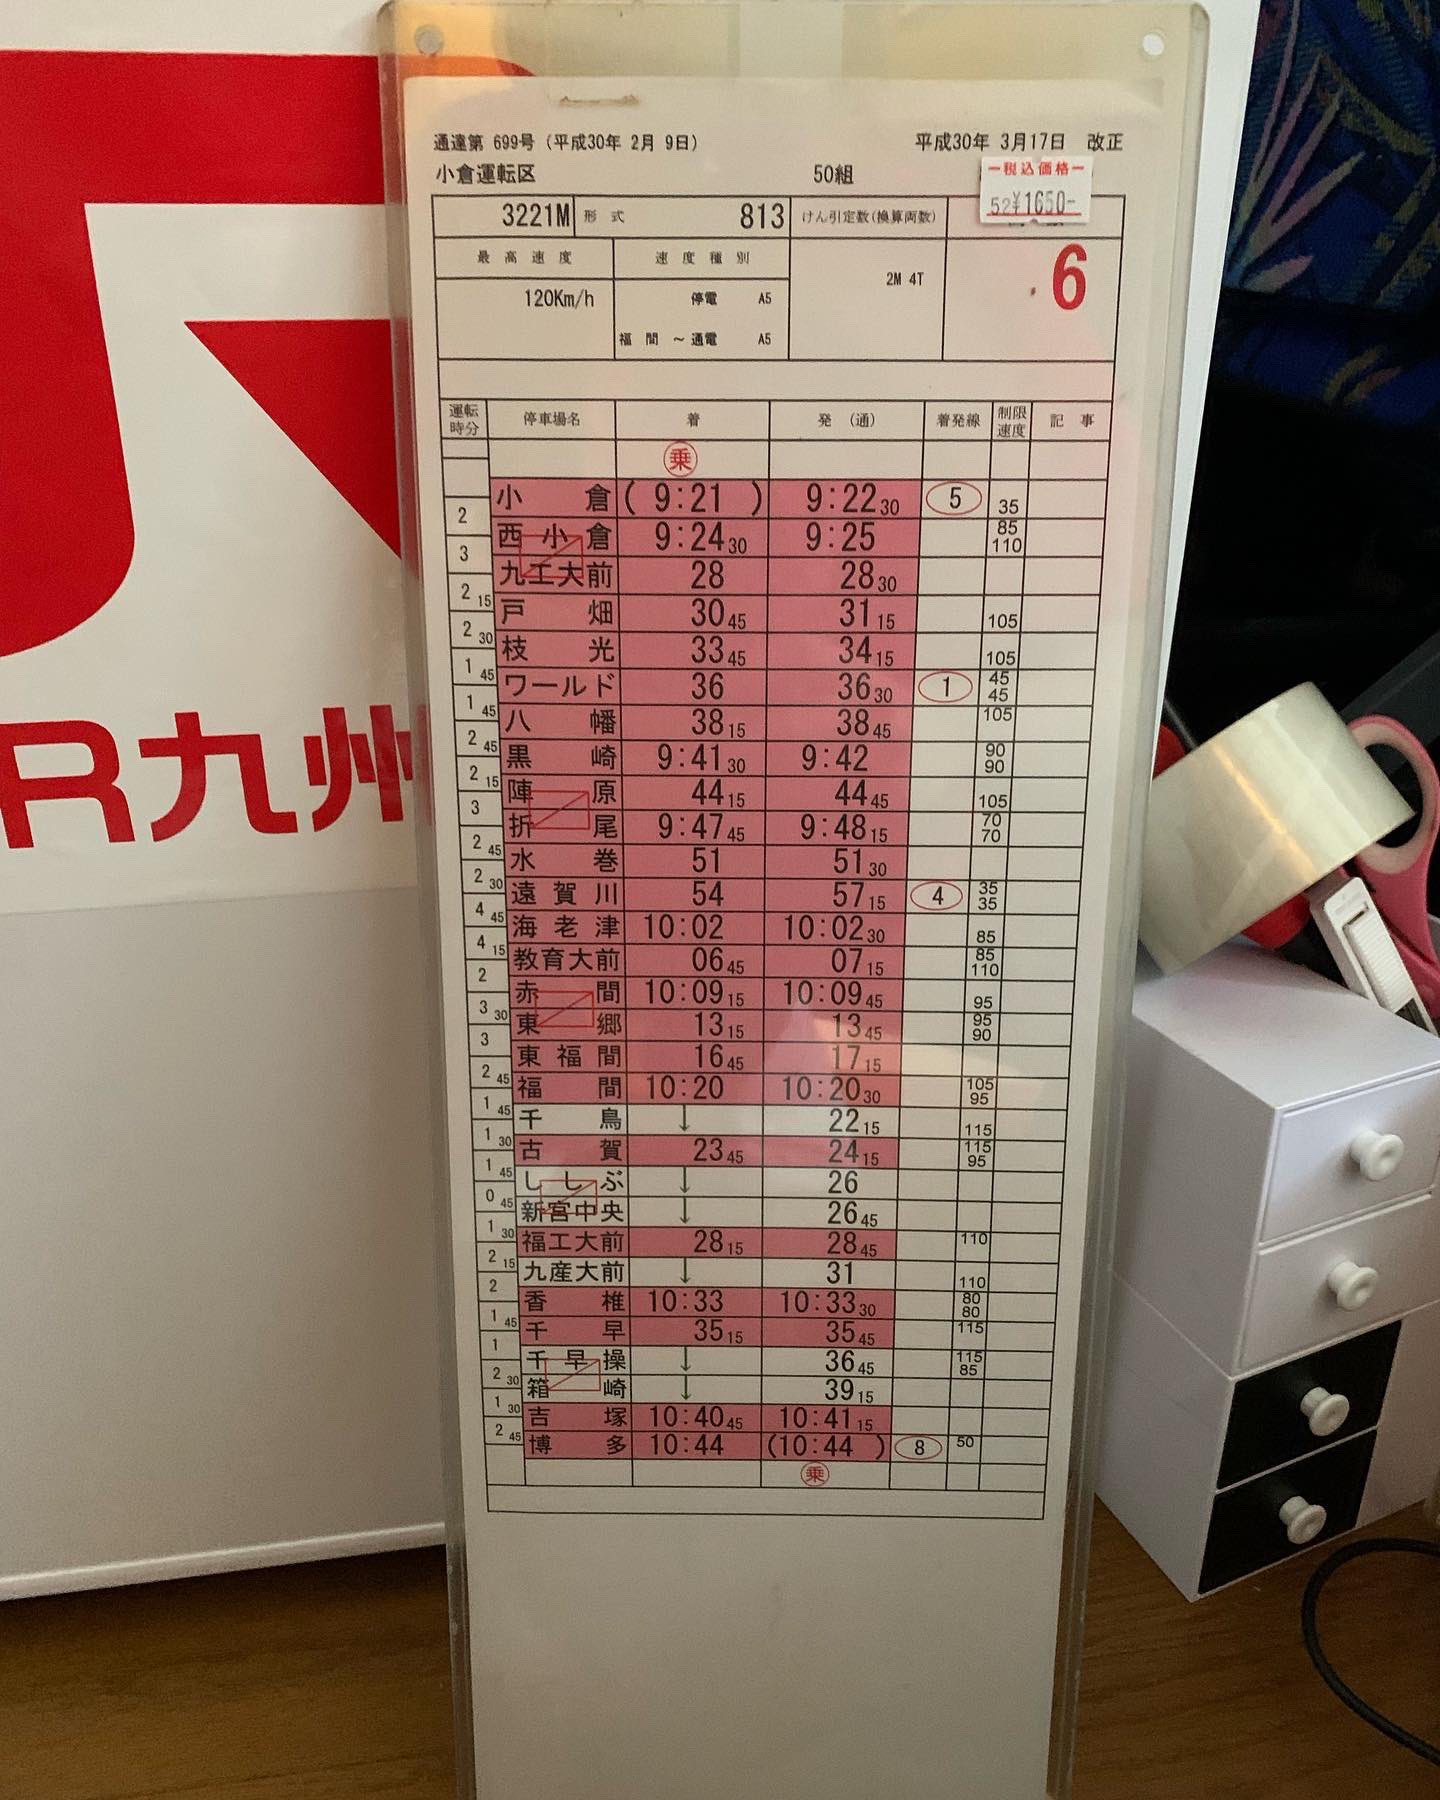 通達第 699号 (平成30年 2月 9日) 平成30年 3月17日 改正
小倉運転区 50組
-税込価格-
52¥1650-
3221M 形式 813 けん引定数(換算両数)
最高速度 速度種別 2M 4T 6
120Km/h 停電 A5
福間 ~通電 A5
運転時分 停車場名 着 発 (通) 着発線 制限速度 記事
乗
小倉 (9:21 ) 9:22 30 5 35
2
西小倉 9:24 30 9:25 85 110
3
九工大前 28 28 30
2 15
戸畑 30 45 31 15 105
2 30
枝光 33 45 34 15 105
1 45
ワールド 36 36 30 1 45 45
1 45
八幡 38 15 38 45 105
2 45
黒崎 9:41 30 9:42 90 90
2 15
陣原 44 15 44 45 105
3
折尾 9:47 45 9:48 15 70 70
2 45
水巻 51 51 30
2 30
遠賀川 54 57 15 4 35 35
4 45
海老津 10:02 10:02 30 85
4 15
教育大前 06 45 07 15 85 110
2
赤間 10:09 15 10:09 45 95
3 30
東郷 13 15 13 45 95 90
3
東福間 16 45 17 15
2 45
福間 10:20 10:20 30 105 95
1 45
千鳥 ↓ 22 15 115
1 30
古賀 23 45 24 15 115 95
1 45
ししぶ ↓ 26
0 45
新宮中央 ↓ 26 45
1 30
福工大前 28 15 28 45 110
2 15
九産大前 ↓ 31 110
2
香椎 10:33 10:33 30 80 80
1 45
千早 35 15 35 45 115
1
千早操 ↓ 36 45 115 85
2 30
箱崎 ↓ 39 15
1 30
吉塚 10:40 45 10:41 15
2 45
博多 10:44 (10:44 ) 8 50
乗
R九州